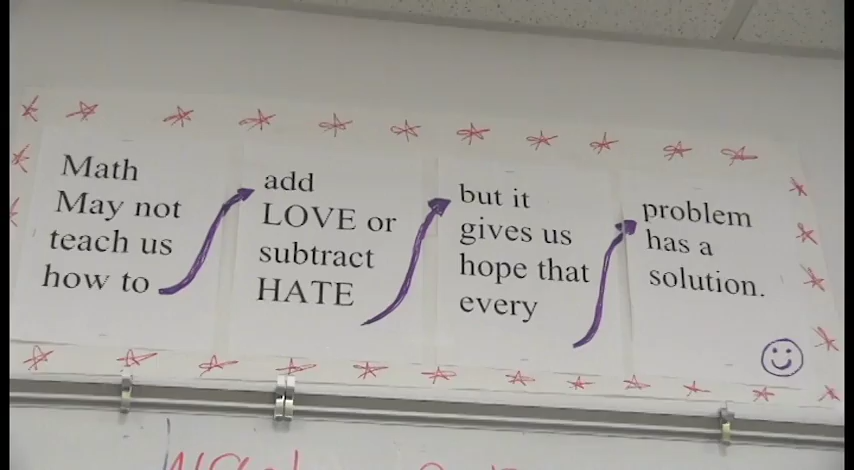 Math
May not
teach us
how to
add
LOVE or
subtract
HATE
but it
gives us
hope that
every
problem
has a
solution.